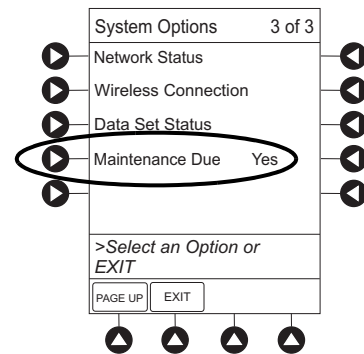 System Options 3 of 3
Network Status
Wireless Connection
Data Set Status
Maintenance Due Yes
>Select an Option or
EXIT
PAGE UP EXIT